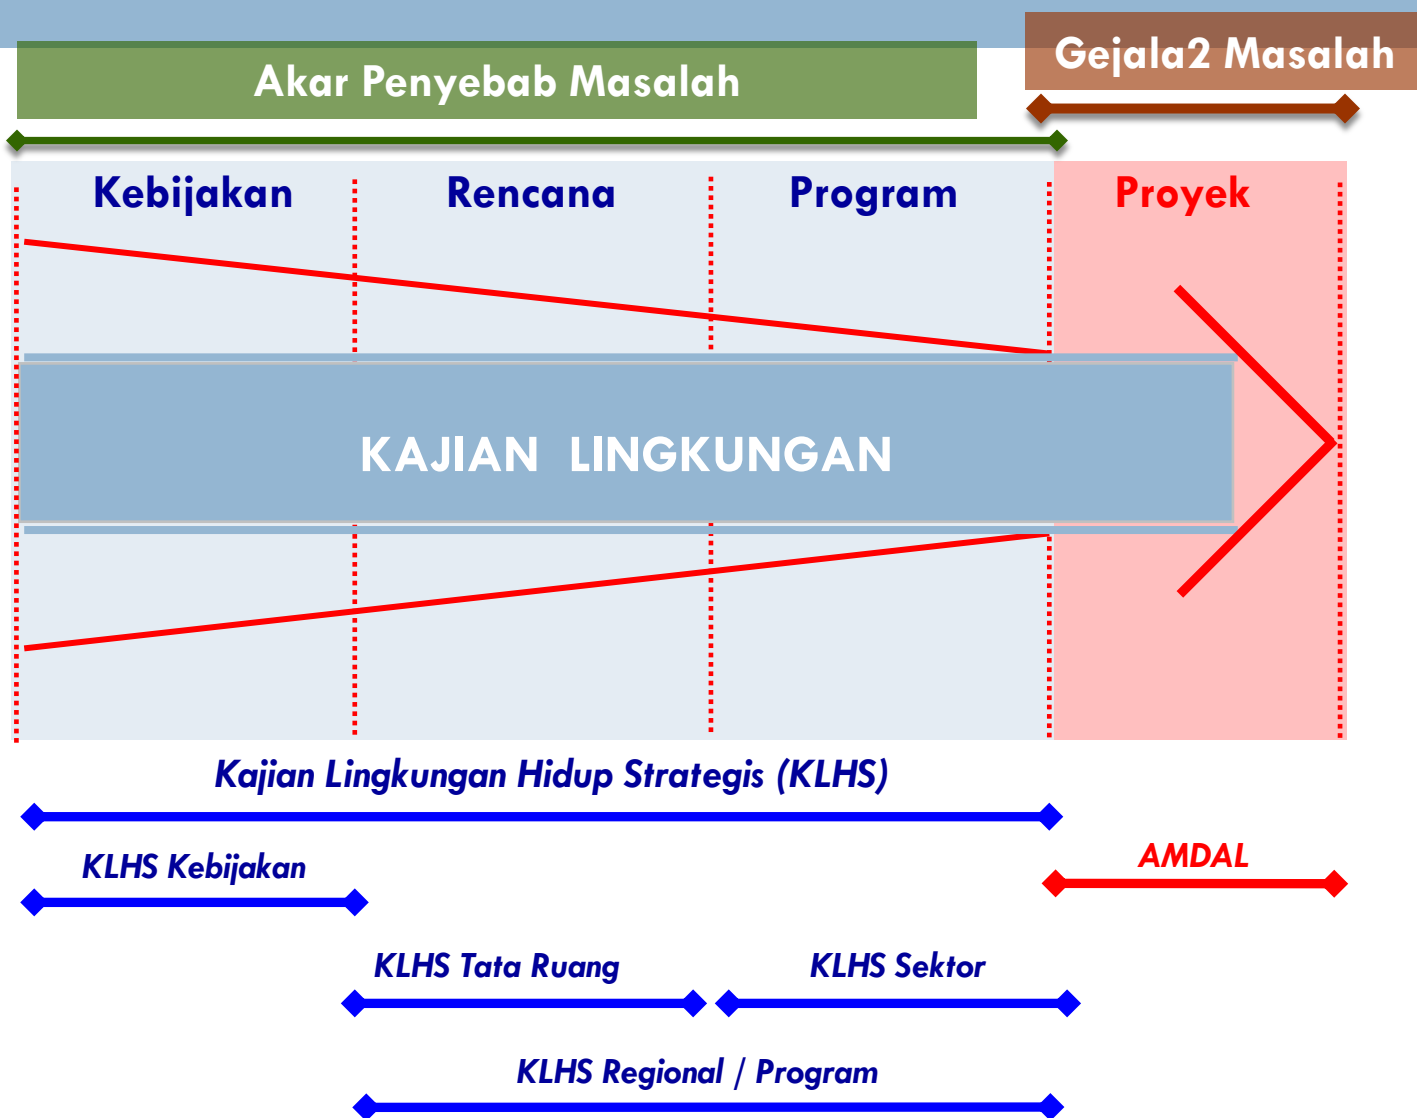 Akar Penyebab Masalah
Gejala2 Masalah
Kebijakan
Rencana
Program
Proyek
KAJIAN LINGKUNGAN
Kajian Lingkungan Hidup Strategis (KLHS)
KLHS Kebijakan
AMDAL
KLHS Tata Ruang
KLHS Sektor
KLHS Regional / Program